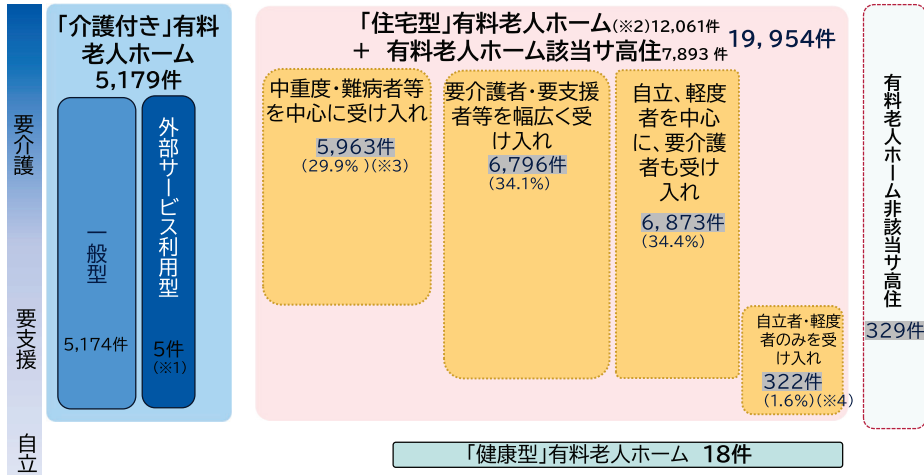 要介護
要支援
自立
「介護付き」有料
老人ホーム
5,179件
一般型
5,174件
外部サービス利用型
5件
(※1)
「住宅型」有料老人ホーム(※2)12,061件
＋ 有料老人ホーム該当サ高住7,893 件
19,954件
中重度・難病者等
を中心に受け入れ
5,963件
(29.9% )(※3)
要介護者・要支援
者等を幅広く受
け入れ
6,796件
(34.1%)
自立、軽度
者を中心
に、要介護
者も受け
入れ
6,873件
(34.4%)
自立者・軽度
者のみを受
け入れ
322件
(1.6%)(※4)
有料老人ホーム非該当サ高住
329件
「健康型」有料老人ホーム 18件